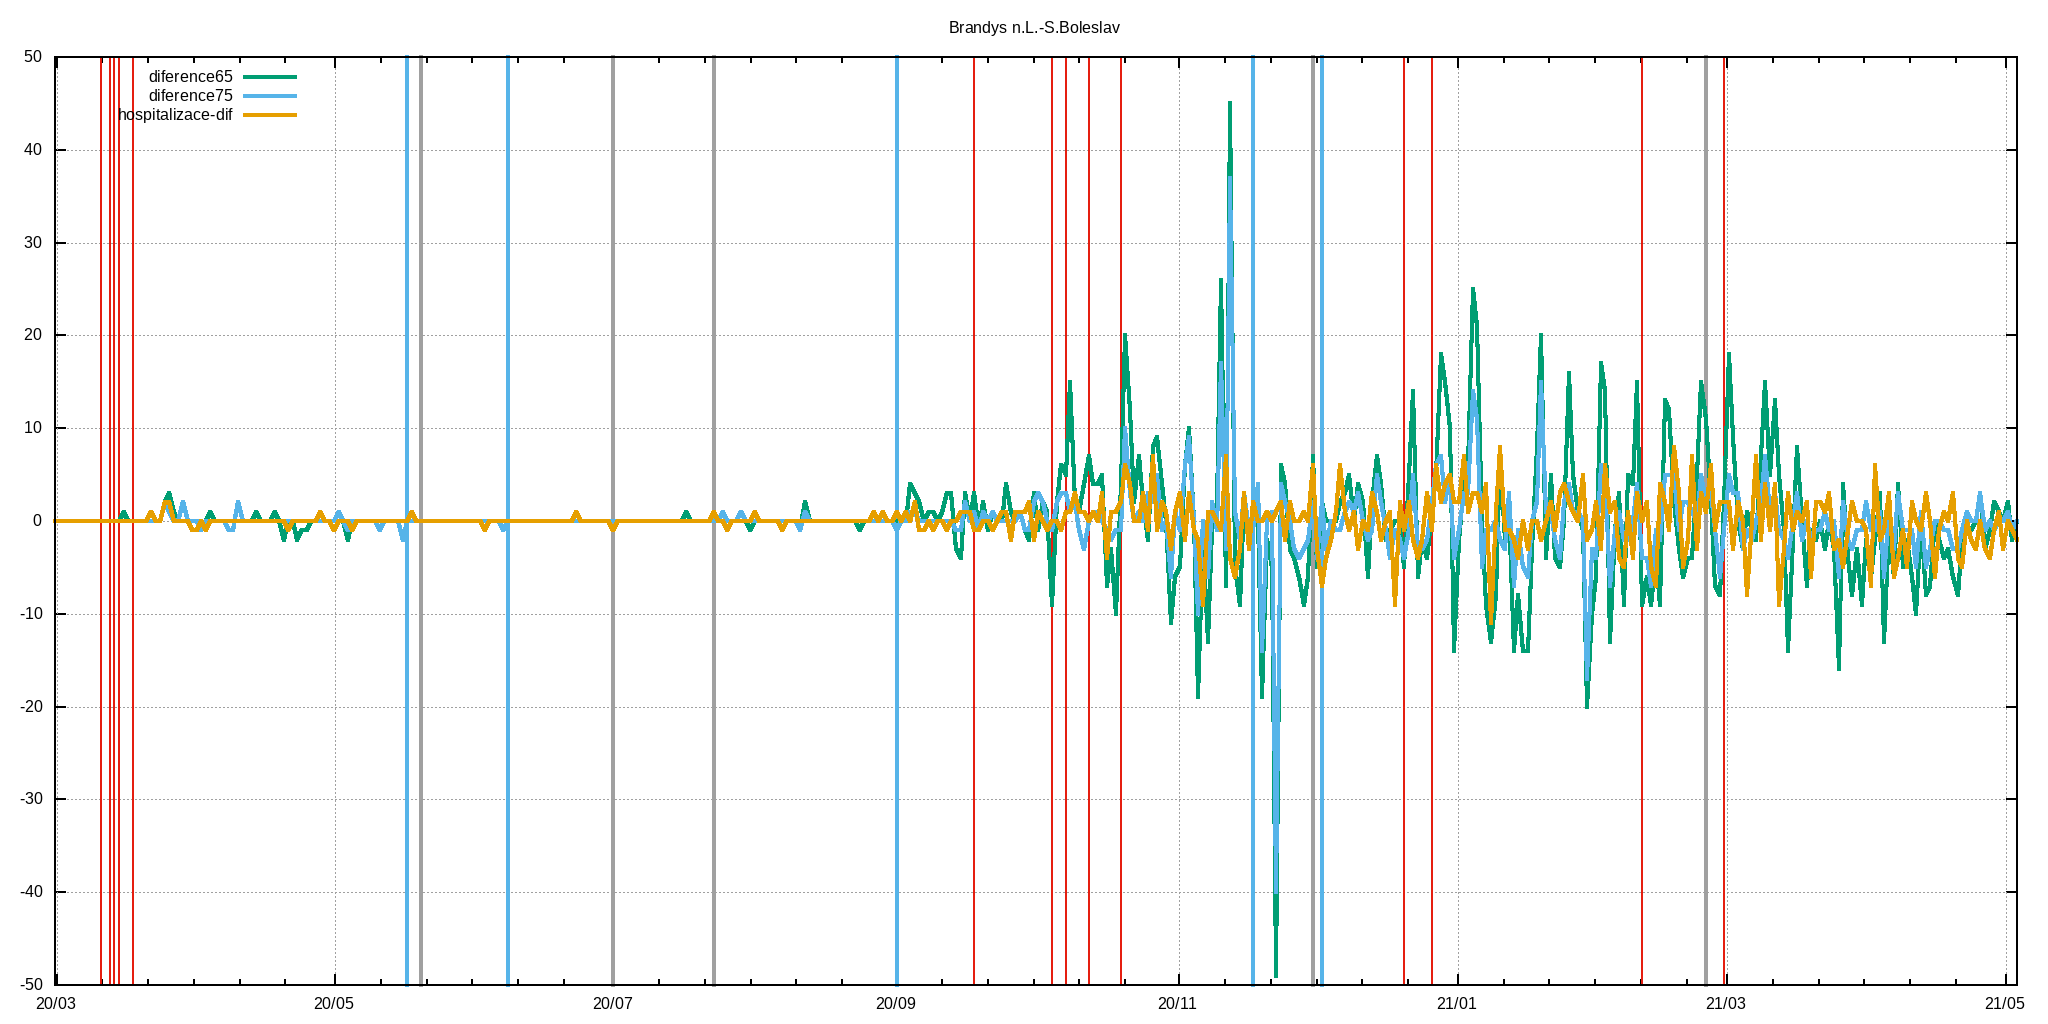 Brandys n.L.-S.Boleslav
50
diference65
diference75
hospitalizace-dif
40
30
20
10
0
-10
-20
-30
-40
-50
20/03 20/05 20/07 20/09 20/11 21/01 21/03 21/05